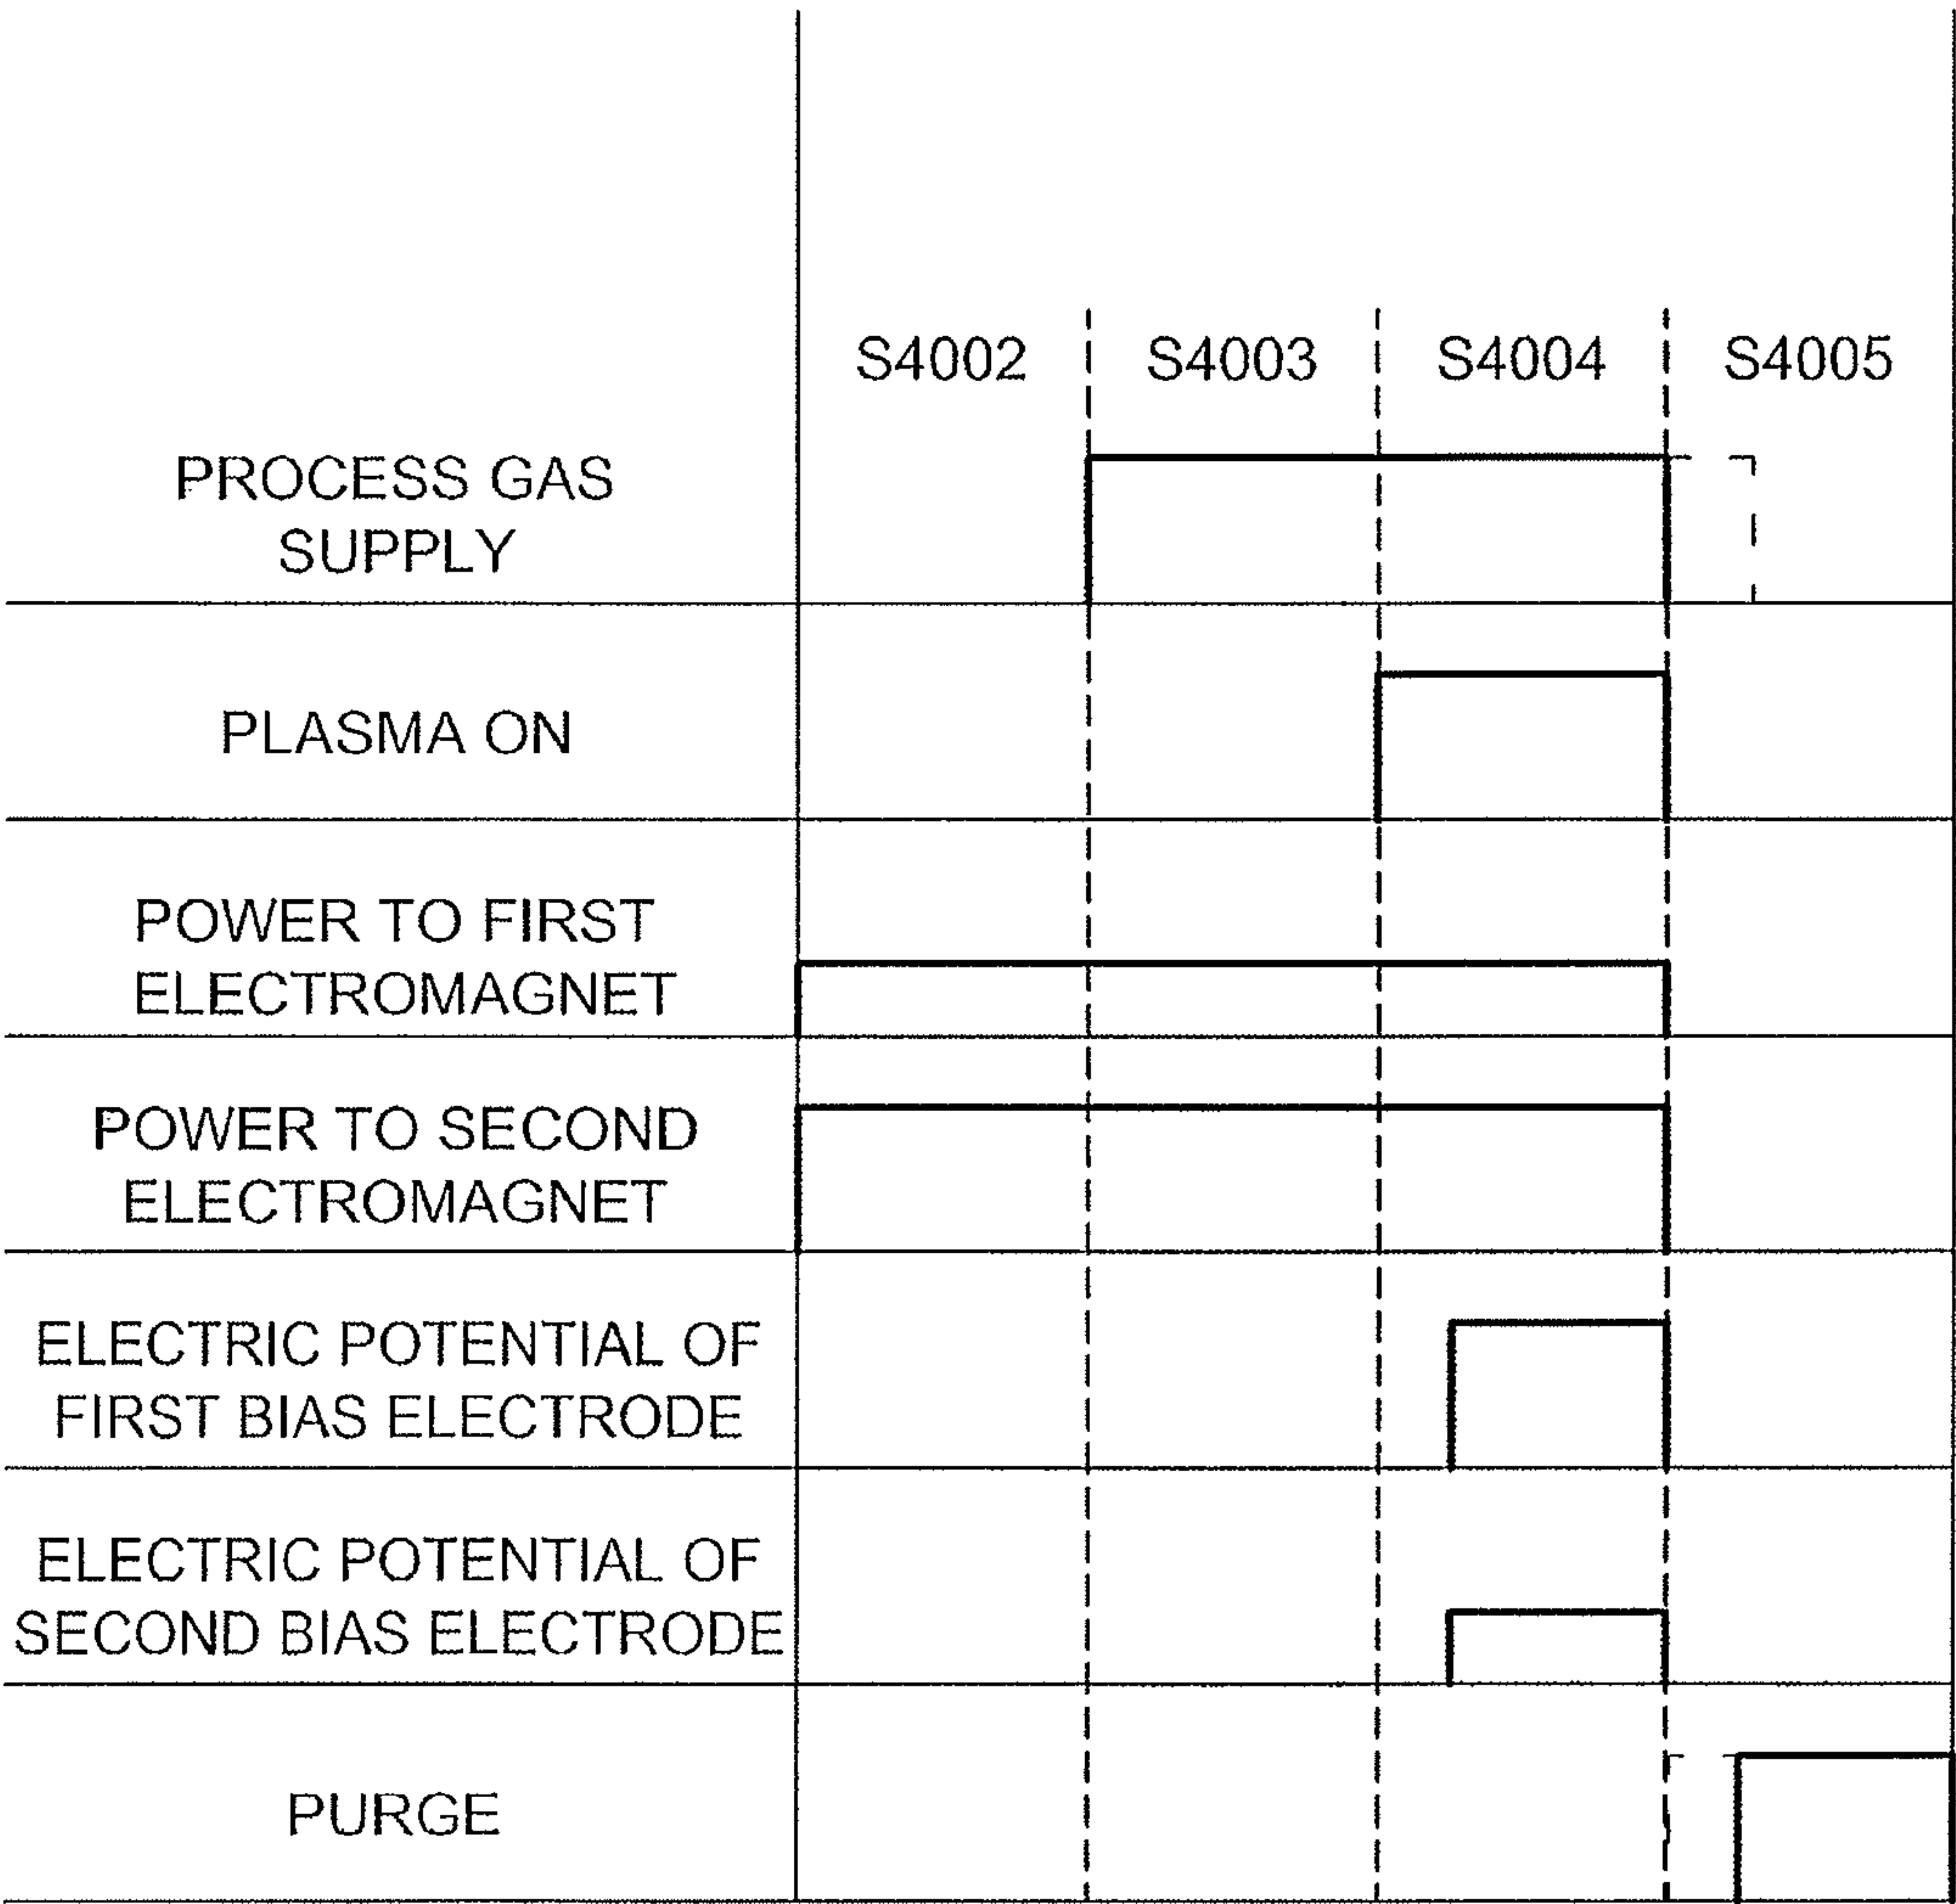 S4002 S4003 S4004 S4005
PROCESS GAS
SUPPLY
PLASMA ON
POWER TO FIRST
ELECTROMAGNET
POWER TO SECOND
ELECTROMAGNET
ELECTRIC POTENTIAL OF
FIRST BIAS ELECTRODE
ELECTRIC POTENTIAL OF
SECOND BIAS ELECTRODE
PURGE